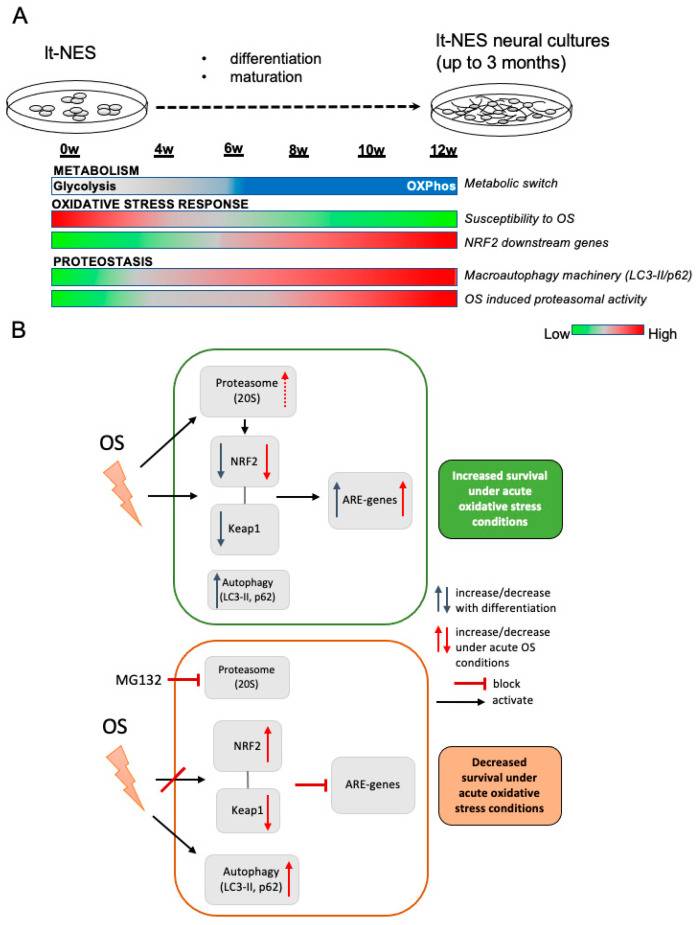 A
lt-NES
• differentiation
• maturation
lt-NES neural cultures
(up to 3 months)
0w 4w 6w 8w 10w 12w
METABOLISM
Glycolysis OXPhos Metabolic switch
OXIDATIVE STRESS RESPONSE
Susceptibility to OS
NRF2 downstream genes
PROTEOSTASIS
Macroautophagy machinery (LC3-II/p62)
OS induced proteasomal activity
Low High
B
Proteasome
(20S)
OS
NRF2
Keap1
ARE-genes
Autophagy
(LC3-II, p62)
Increased survival
under acute
oxidative stress
conditions
increase/decrease
with differentiation
increase/decrease
under acute OS
conditions
block
activate
MG132
Proteasome
(20S)
OS
NRF2
Keap1
ARE-genes
Autophagy
(LC3-II, p62)
Decreased
survival under
acute oxidative
stress conditions